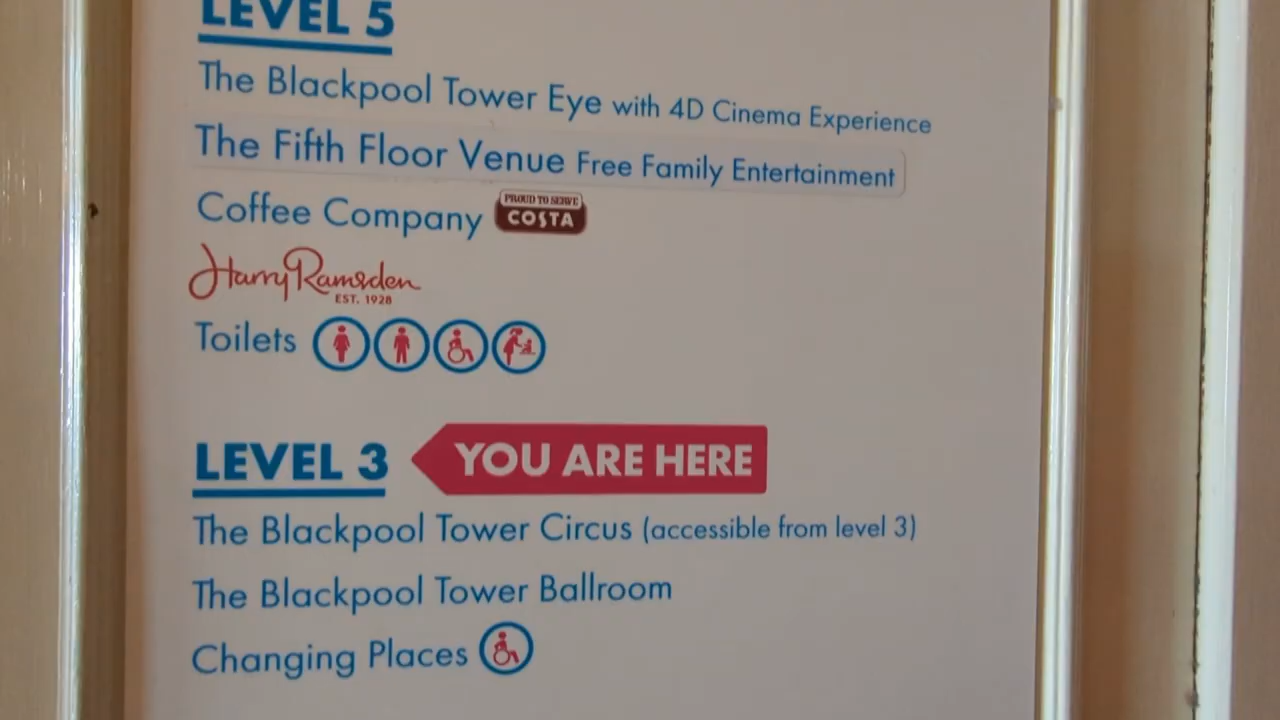 LEVEL 5
The Blackpool Tower Eye with 4D Cinema Experience
The Fifth Floor Venue Free Family Entertainment
Coffee Company PROUD TO SERVE COSTA
Harry Ramsden
EST. 1928
Toilets
LEVEL 3 YOU ARE HERE
The Blackpool Tower Circus (accessible from level 3)
The Blackpool Tower Ballroom
Changing Places